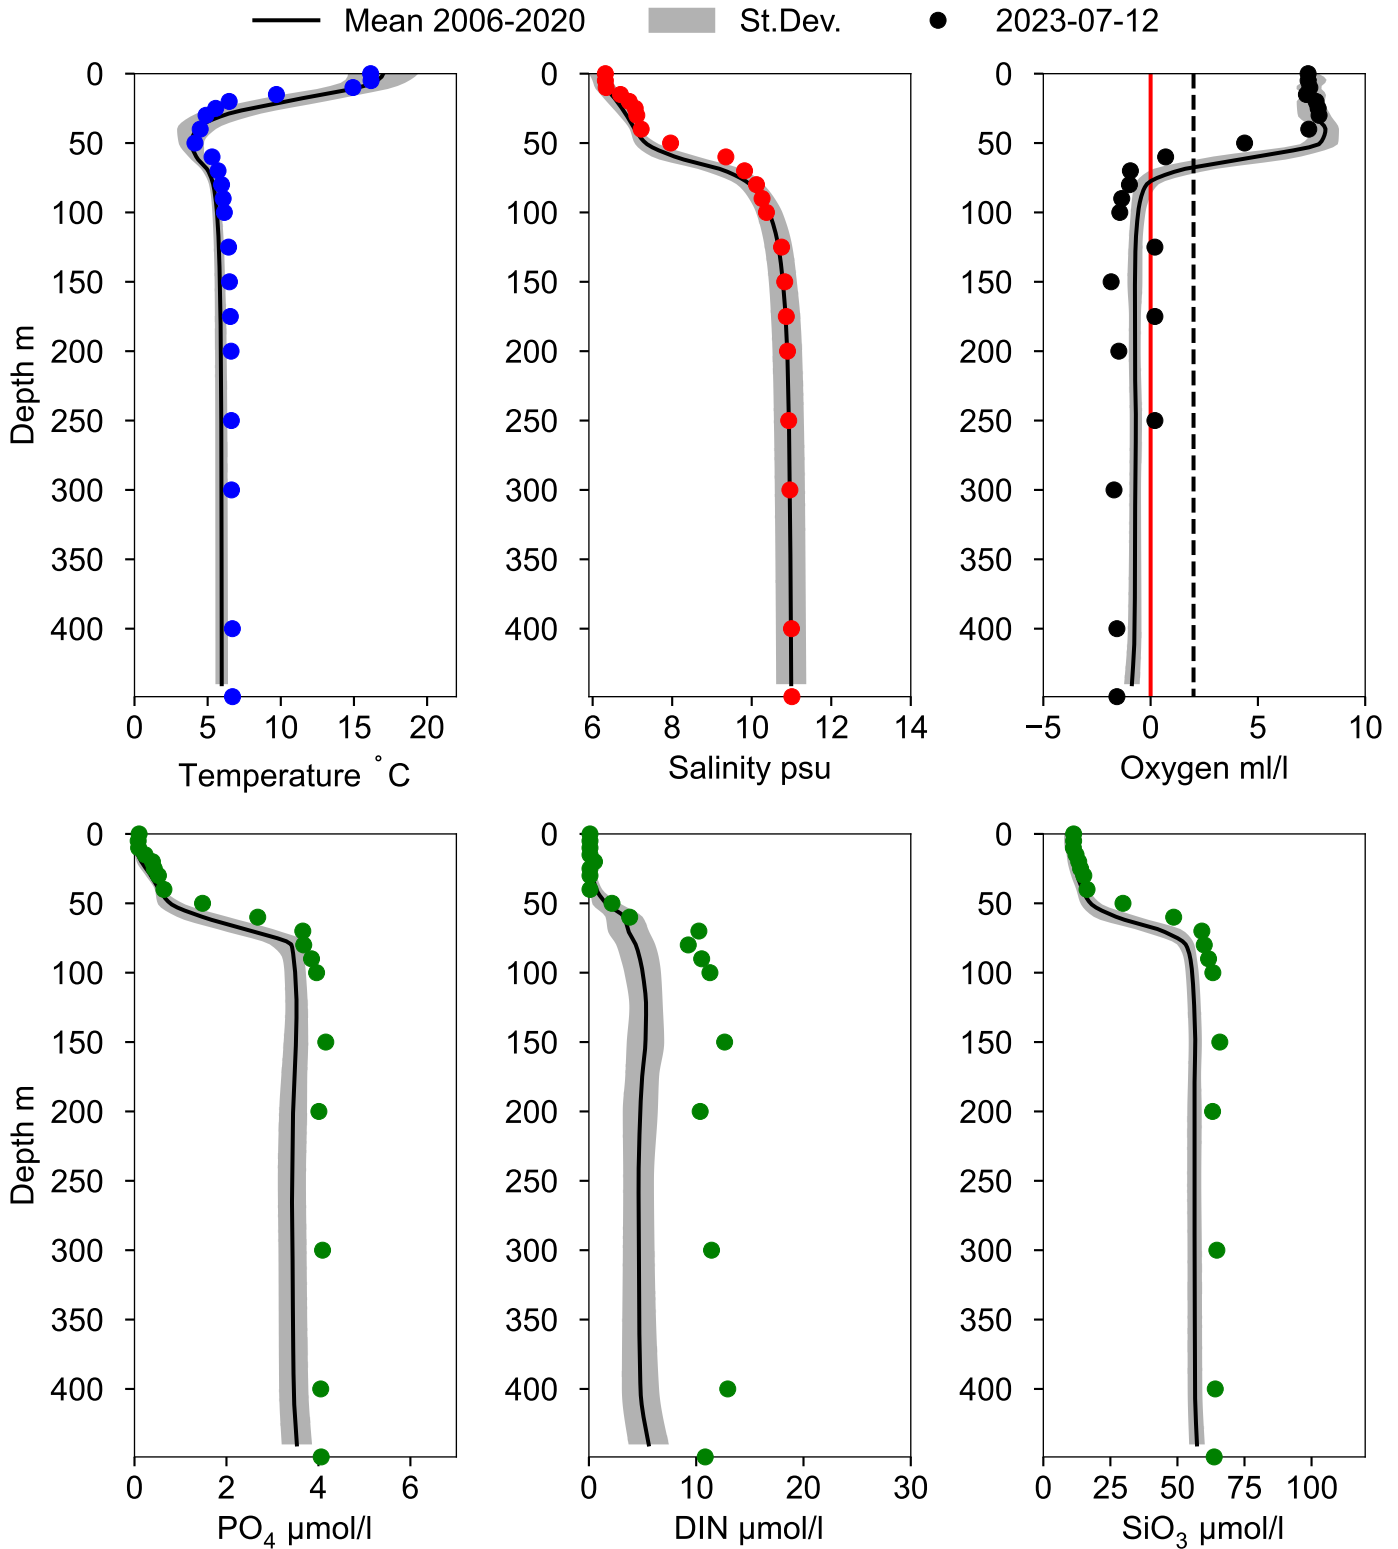 Mean 2006-2020 St.Dev. 2023-07-12
0 0 0
50 50 50
100 100 100
150 150 150
200 200 200
250 250 250
300 300 300
350 350 350
400 400 400
Depth m
0 5 10 15 20 6 8 10 12 14 −5 0 5 10
Temperature °C Salinity psu Oxygen ml/l
0 0 0
50 50 50
100 100 100
150 150 150
200 200 200
250 250 250
300 300 300
350 350 350
400 400 400
Depth m
0 2 4 6 0 10 20 30 0 25 50 75 100
PO₄ μmol/l DIN μmol/l SiO₃ μmol/l